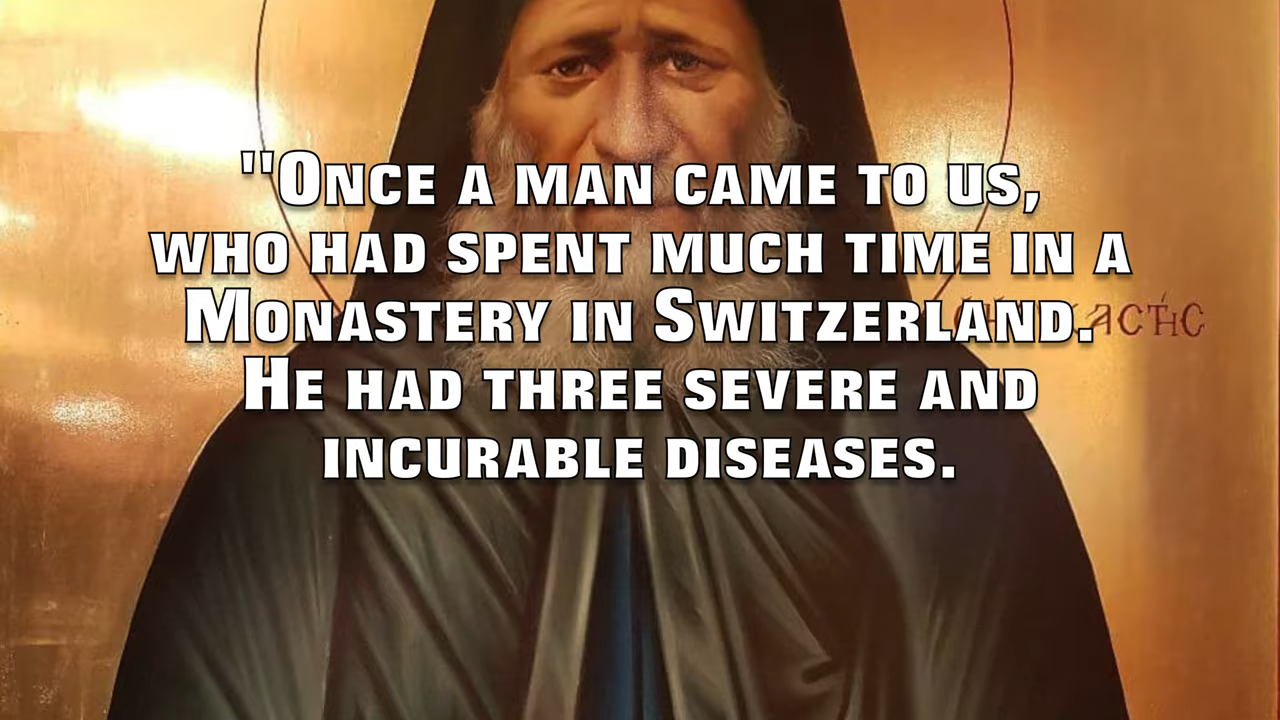 "Once a man came to us,
who had spent much time in a
Monastery in Switzerland.
He had three severe and
incurable diseases.